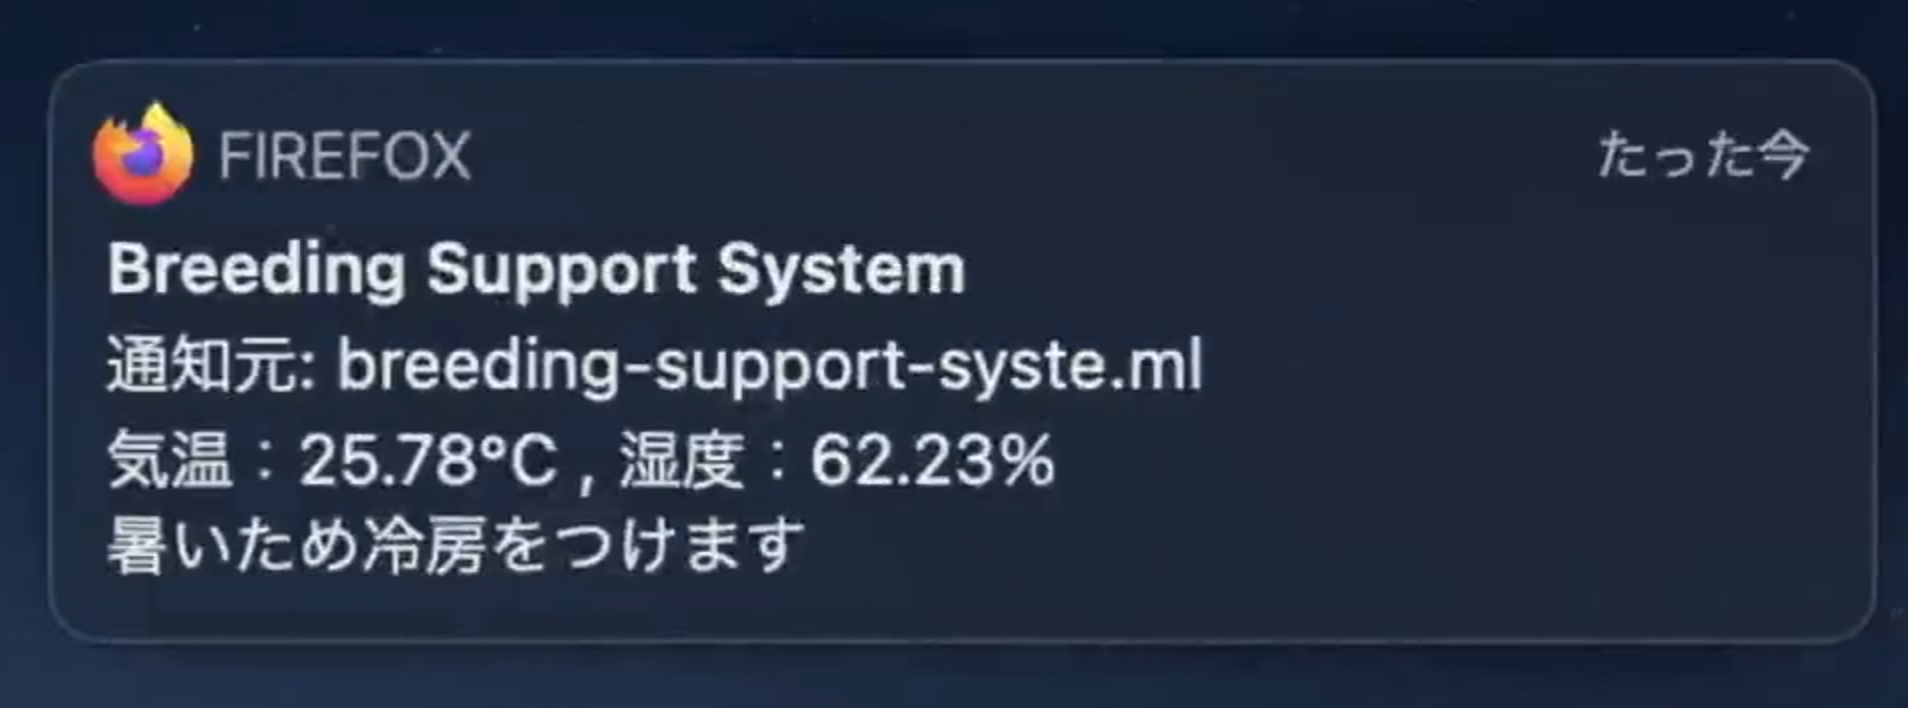 FIREFOX たった今
Breeding Support System
通知元: breeding-support-syste.ml
気温：25.78°C , 湿度：62.23%
暑いため冷房をつけます